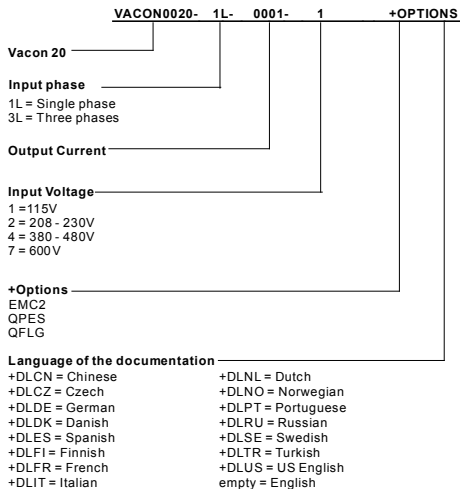 VACON0020- 1L- 0001- 1 +OPTIONS
Vacon 20
Input phase
1L = Single phase
3L = Three phases
Output Current
Input Voltage
1 =115V
2 = 208 - 230V
4 = 380 - 480V
7 = 600V
+Options
EMC2
QPES
QFLG
Language of the documentation
+DLCN = Chinese
+DLCZ = Czech
+DLDE = German
+DLDK = Danish
+DLES = Spanish
+DLFI = Finnish
+DLFR = French
+DLIT = Italian
+DLNL = Dutch
+DLNO = Norwegian
+DLPT = Portuguese
+DLRU = Russian
+DLSE = Swedish
+DLTR = Turkish
+DLUS = US English
empty = English